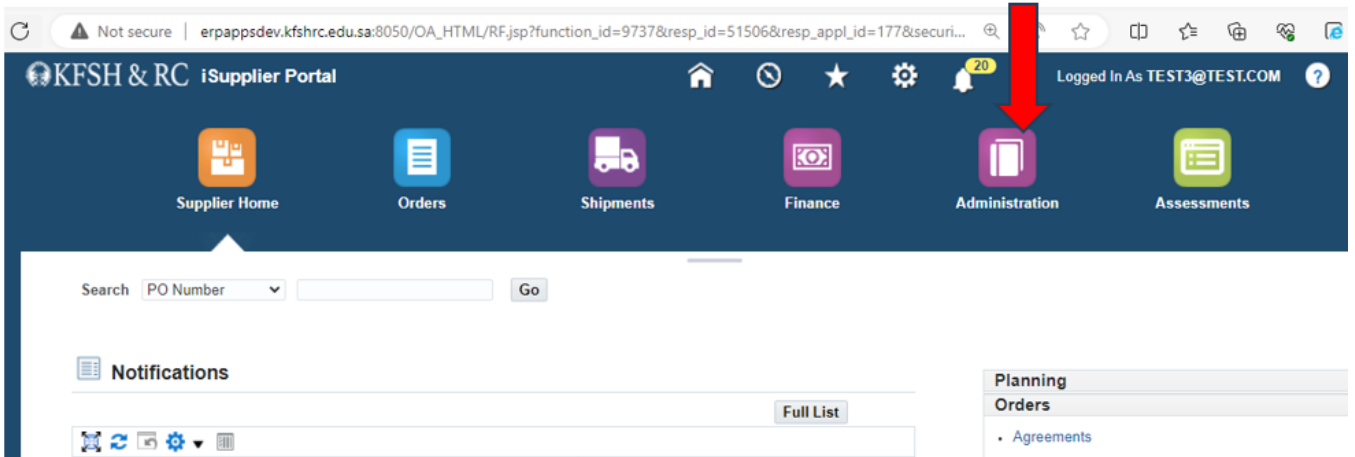 Not secure erpappsdev.kfshrc.edu.sa:8050/OA_HTML/RF.jsp?function_id=9737&resp_id=51506&resp_appl_id=177&securi...
KFSH & RC iSupplier Portal 20 Logged In As TEST3@TEST.COM ?
Supplier Home Orders Shipments Finance Administration Assessments
Search PO Number Go
Notifications
Planning
Full List Orders
Agreements